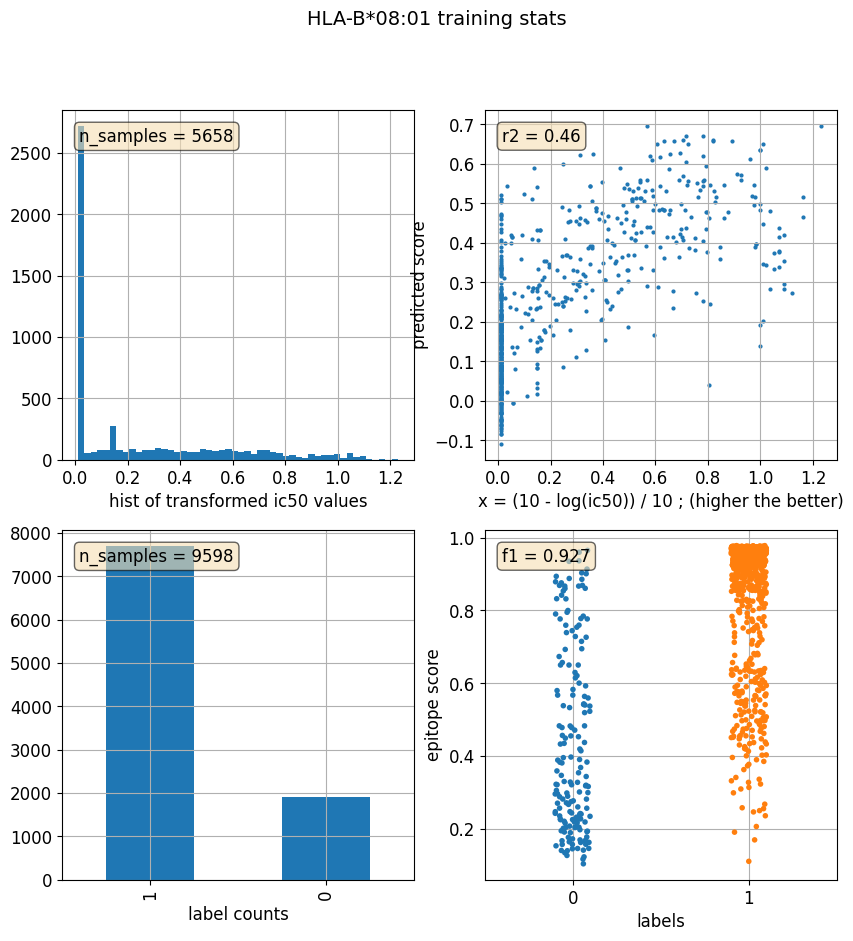 HLA-B*08:01 training stats
n_samples = 5658
2500
2000
1500
1000
500
0
0.0 0.2 0.4 0.6 0.8 1.0 1.2
hist of transformed ic50 values
r2 = 0.46
predicted score
0.7
0.6
0.5
0.4
0.3
0.2
0.1
0.0
−0.1
0.0 0.2 0.4 0.6 0.8 1.0 1.2
x = (10 - log(ic50)) / 10 ; (higher the better)
n_samples = 9598
8000
7000
6000
5000
4000
3000
2000
1000
0
1 0
label counts
f1 = 0.927
epitope score
1.0
0.8
0.6
0.4
0.2
0 1
labels